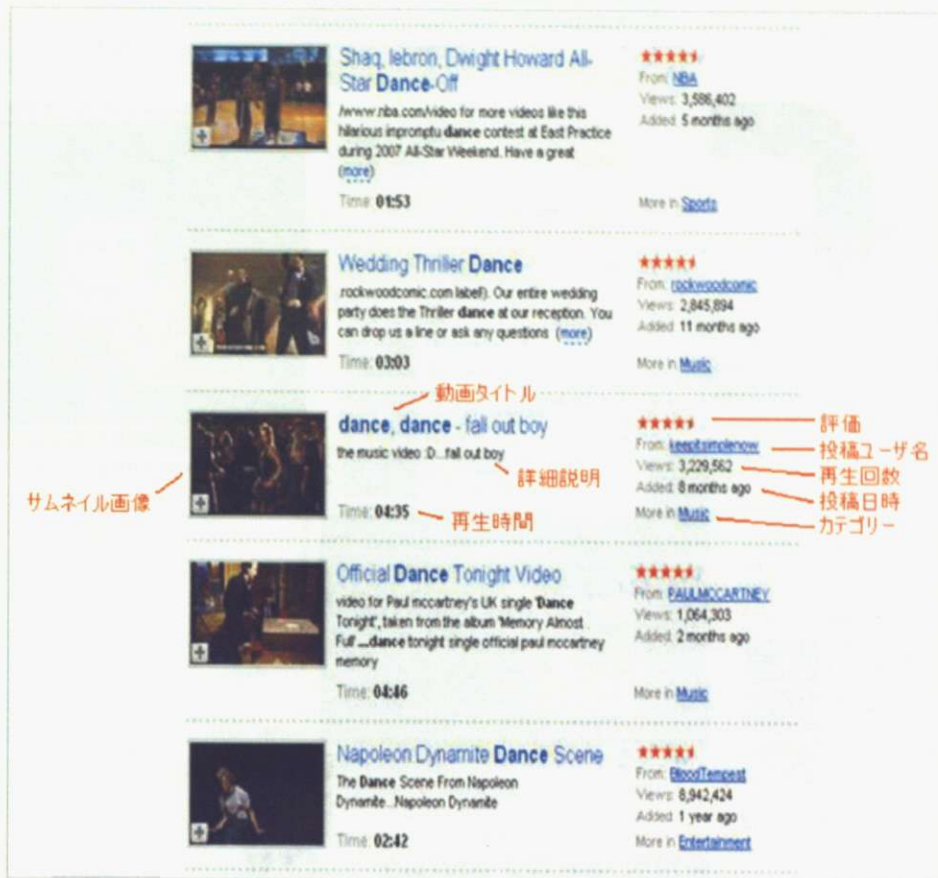 Shaq, lebron, Dwight Howard All-
Star Dance-Off
/www.nba.com/video for more videos like this
hilarious impromptu dance contest at East Practice
during 2007 All-Star Weekend. Have a great
(more)
Time: 01:53
From: NBA
Views: 3,586,402
Added: 5 months ago
More in Sports
Wedding Thriller Dance
.rockwoodcomic.com label!). Our entire wedding
party does the Thriller dance at our reception. You
can drop us a line or ask any questions (more)
Time: 03:03
From: rockwoodcomic
Views: 2,845,894
Added: 11 months ago
More in Music
動画タイトル
dance, dance - fall out boy
the music video :D...fall out boy
詳細説明
サムネイル画像
Time: 04:35
再生時間
評価
From: keepitsimplenow
投稿ユーザ名
Views: 3,229,562
再生回数
Added: 8 months ago
投稿日時
More in Music
カテゴリー
Official Dance Tonight Video
video for Paul mccartney's UK single 'Dance
Tonight', taken from the album 'Memory Almost
Full' ....dance tonight single official paul mccartney
memory
Time: 04:46
From: PAULMCCARTNEY
Views: 1,064,303
Added: 2 months ago
More in Music
Napoleon Dynamite Dance Scene
The Dance Scene From Napoleon
Dynamite...Napoleon Dynamite
Time: 02:42
From: BloodTempest
Views: 8,942,424
Added: 1 year ago
More in Entertainment